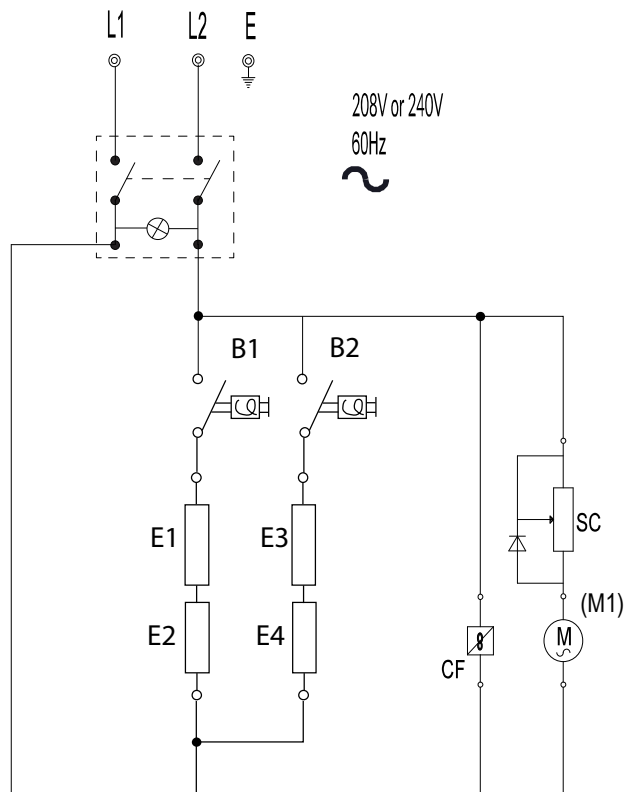 L1 L2 E
208V or 240V
60Hz
B1 B2
E1 E3
SC
E2 E4
(M1)
M
CF